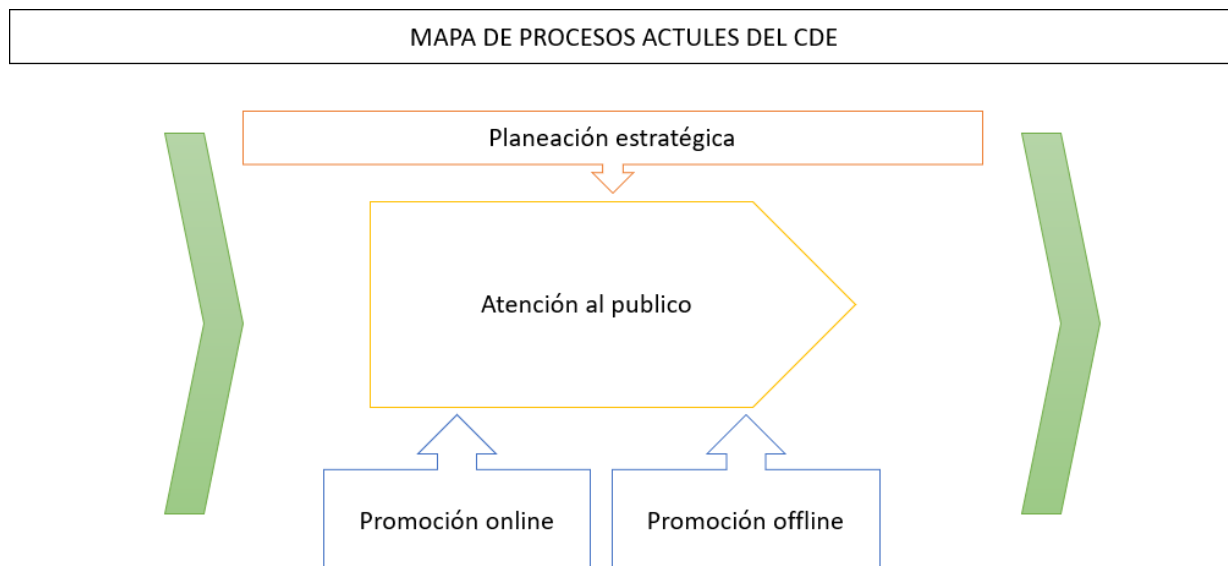 MAPA DE PROCESOS ACTULES DEL CDE
Planeación estratégica
Atención al publico
Promoción online
Promoción offline